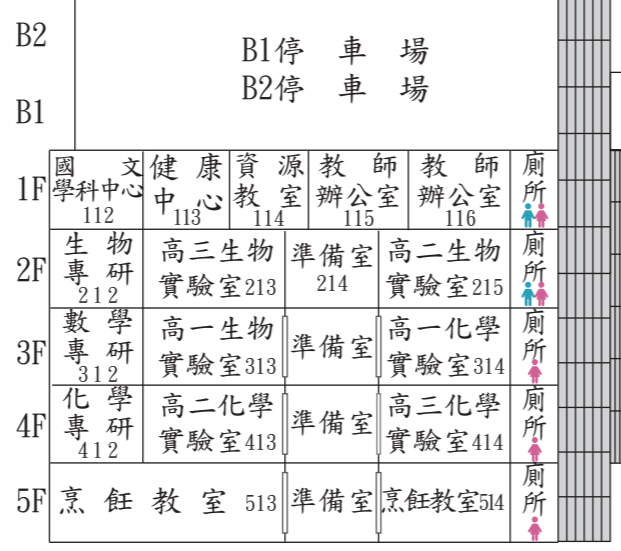 B2
B1
B1停 車 場
B2停 車 場
1F 國 文 健 康 資 源 教 師 教 師 廁
學科中心 中 心 教 室 辦公室 辦公室 所
112 113 114 115 116
2F 生 物 高三生物 準備室 高二生物 廁
專 研 實驗室213 214 實驗室215 所
212
3F 數 學 高一生物 準備室 高一化學 廁
專 研 實驗室313 實驗室314 所
312
4F 化 學 高二化學 準備室 高三化學 廁
專 研 實驗室413 實驗室414 所
412
5F 烹 飪 教 室 513 準備室 烹飪教室514 廁
所